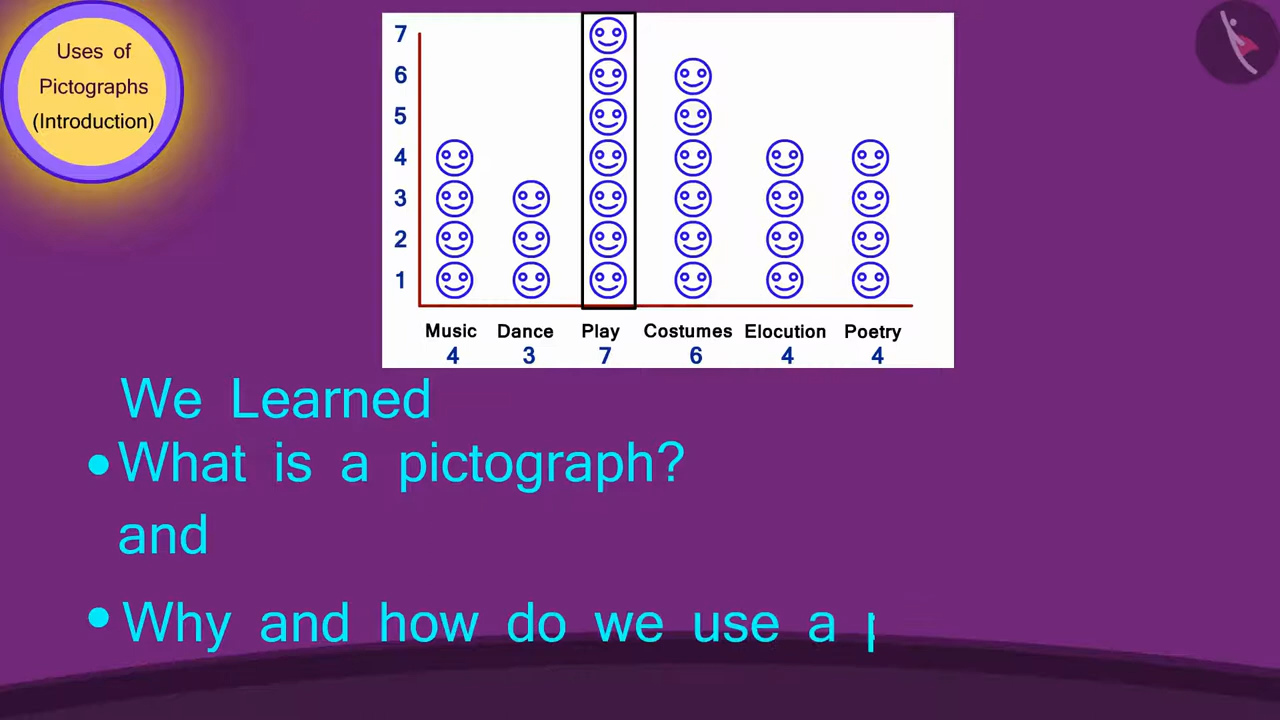 Uses of
Pictographs
(Introduction)
7
6
5
4
3
2
1
Music Dance Play Costumes Elocution Poetry
4 3 7 6 4 4
We Learned
•What is a pictograph?
and
•Why and how do we use a